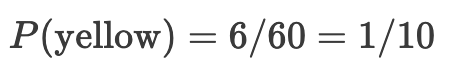 P(yellow) = 6/60 = 1/10